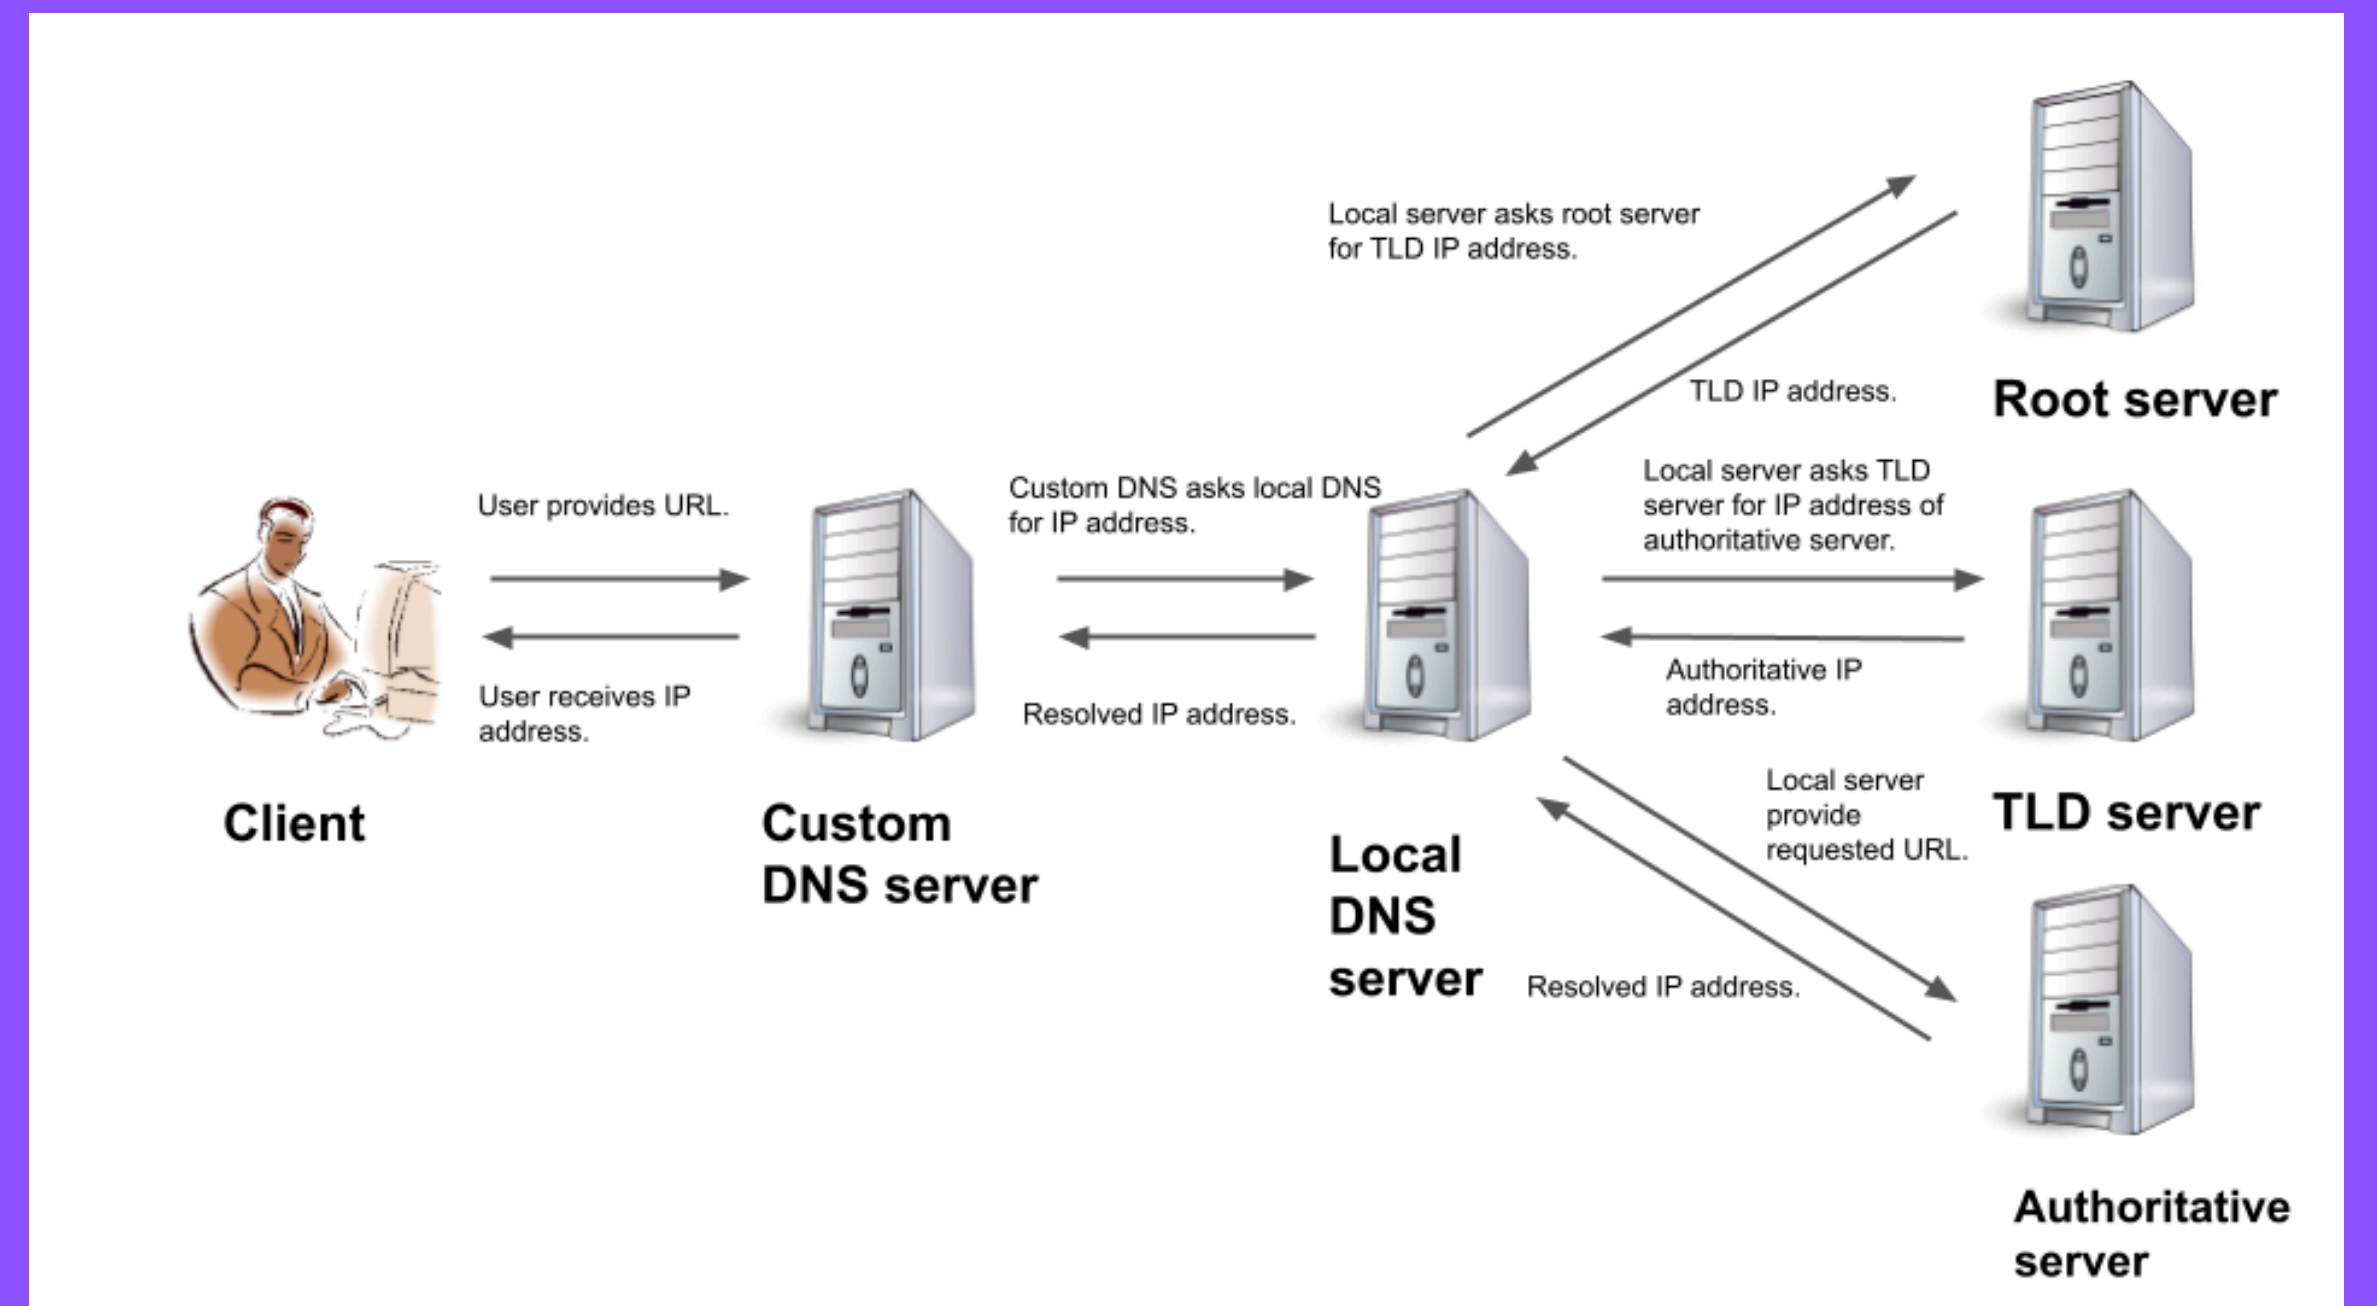 Local server asks root server
for TLD IP address.
TLD IP address.
Root server
User provides URL.
Custom DNS asks local DNS
for IP address.
Local server asks TLD
server for IP address of
authoritative server.
User receives IP
address.
Resolved IP address.
Authoritative IP
address.
Client
Custom
DNS server
Local
DNS
server
Local server
provide
requested URL.
TLD server
Resolved IP address.
Authoritative
server